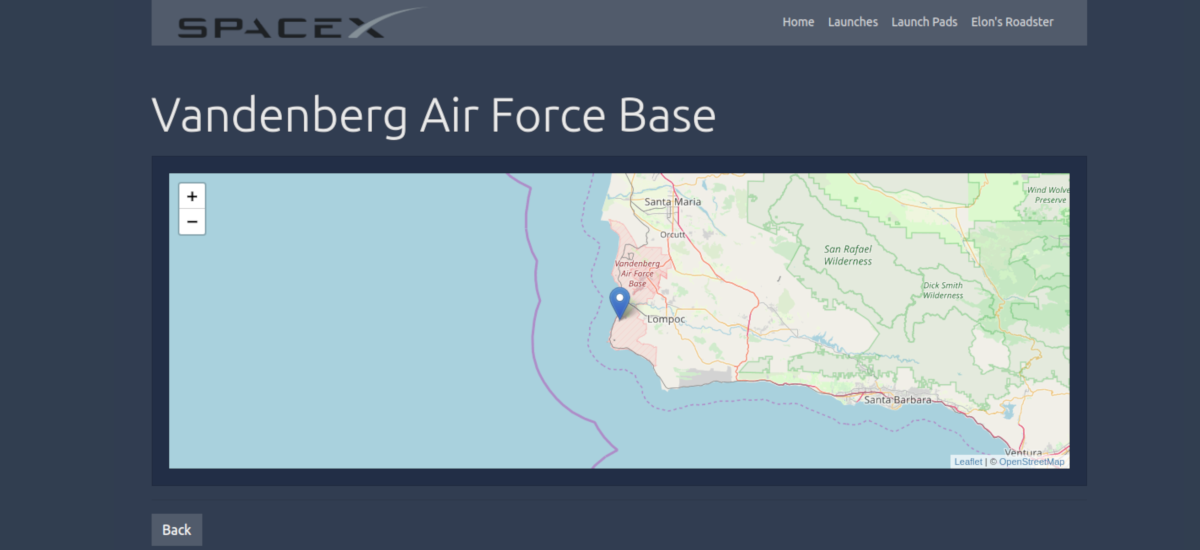 SPACEX
Home Launches Launch Pads Elon's Roadster
Vandenberg Air Force Base
+
−
Santa Maria
Orcutt
Vandenberg
Air Force
Base
Lompoc
San Rafael
Wilderness
Dick Smith
Wilderness
Wind Wolve
Preserve
Santa Barbara
Ventura
Leaflet | © OpenStreetMap
Back